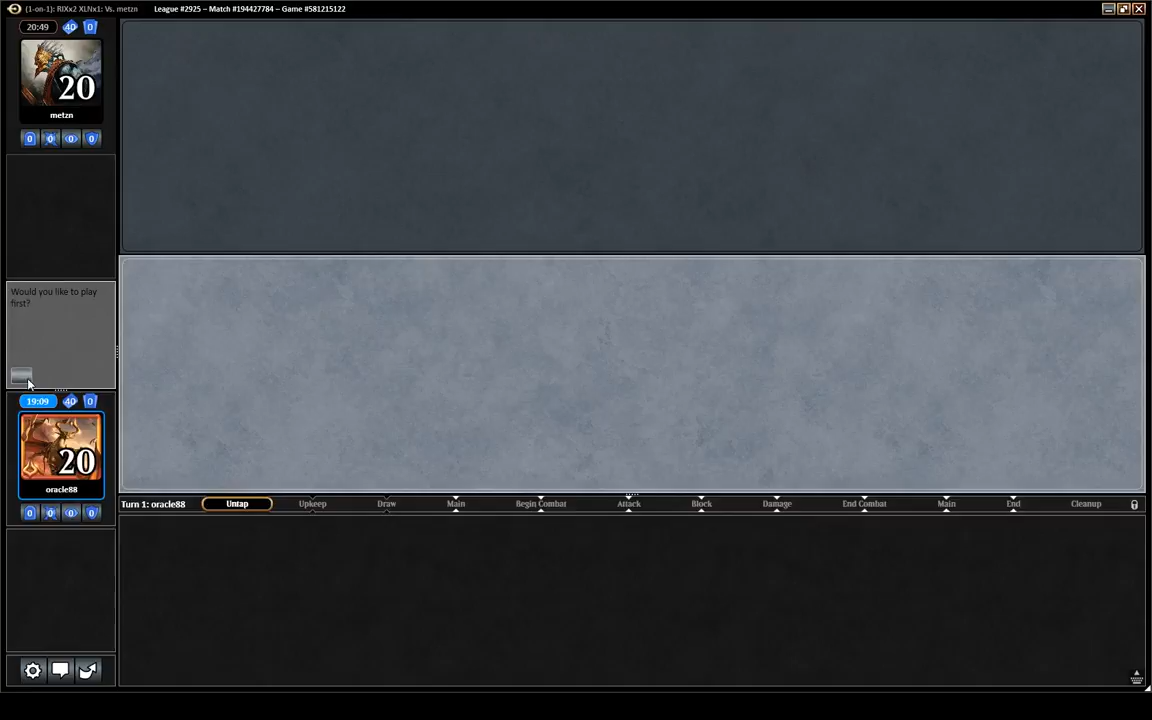 (1-on-1): RIXx2 XLNx1: Vs. metzn League #2925 – Match #194427784 – Game #581215122
20:49 40 0
20
metzn
0 0 0 0
Would you like to play
first?
19:09 40 0
20
oracle88
Turn 1: oracle88 Untap Upkeep Draw Main Begin Combat Attack Block Damage End Combat Main End Cleanup
0 0 0 0